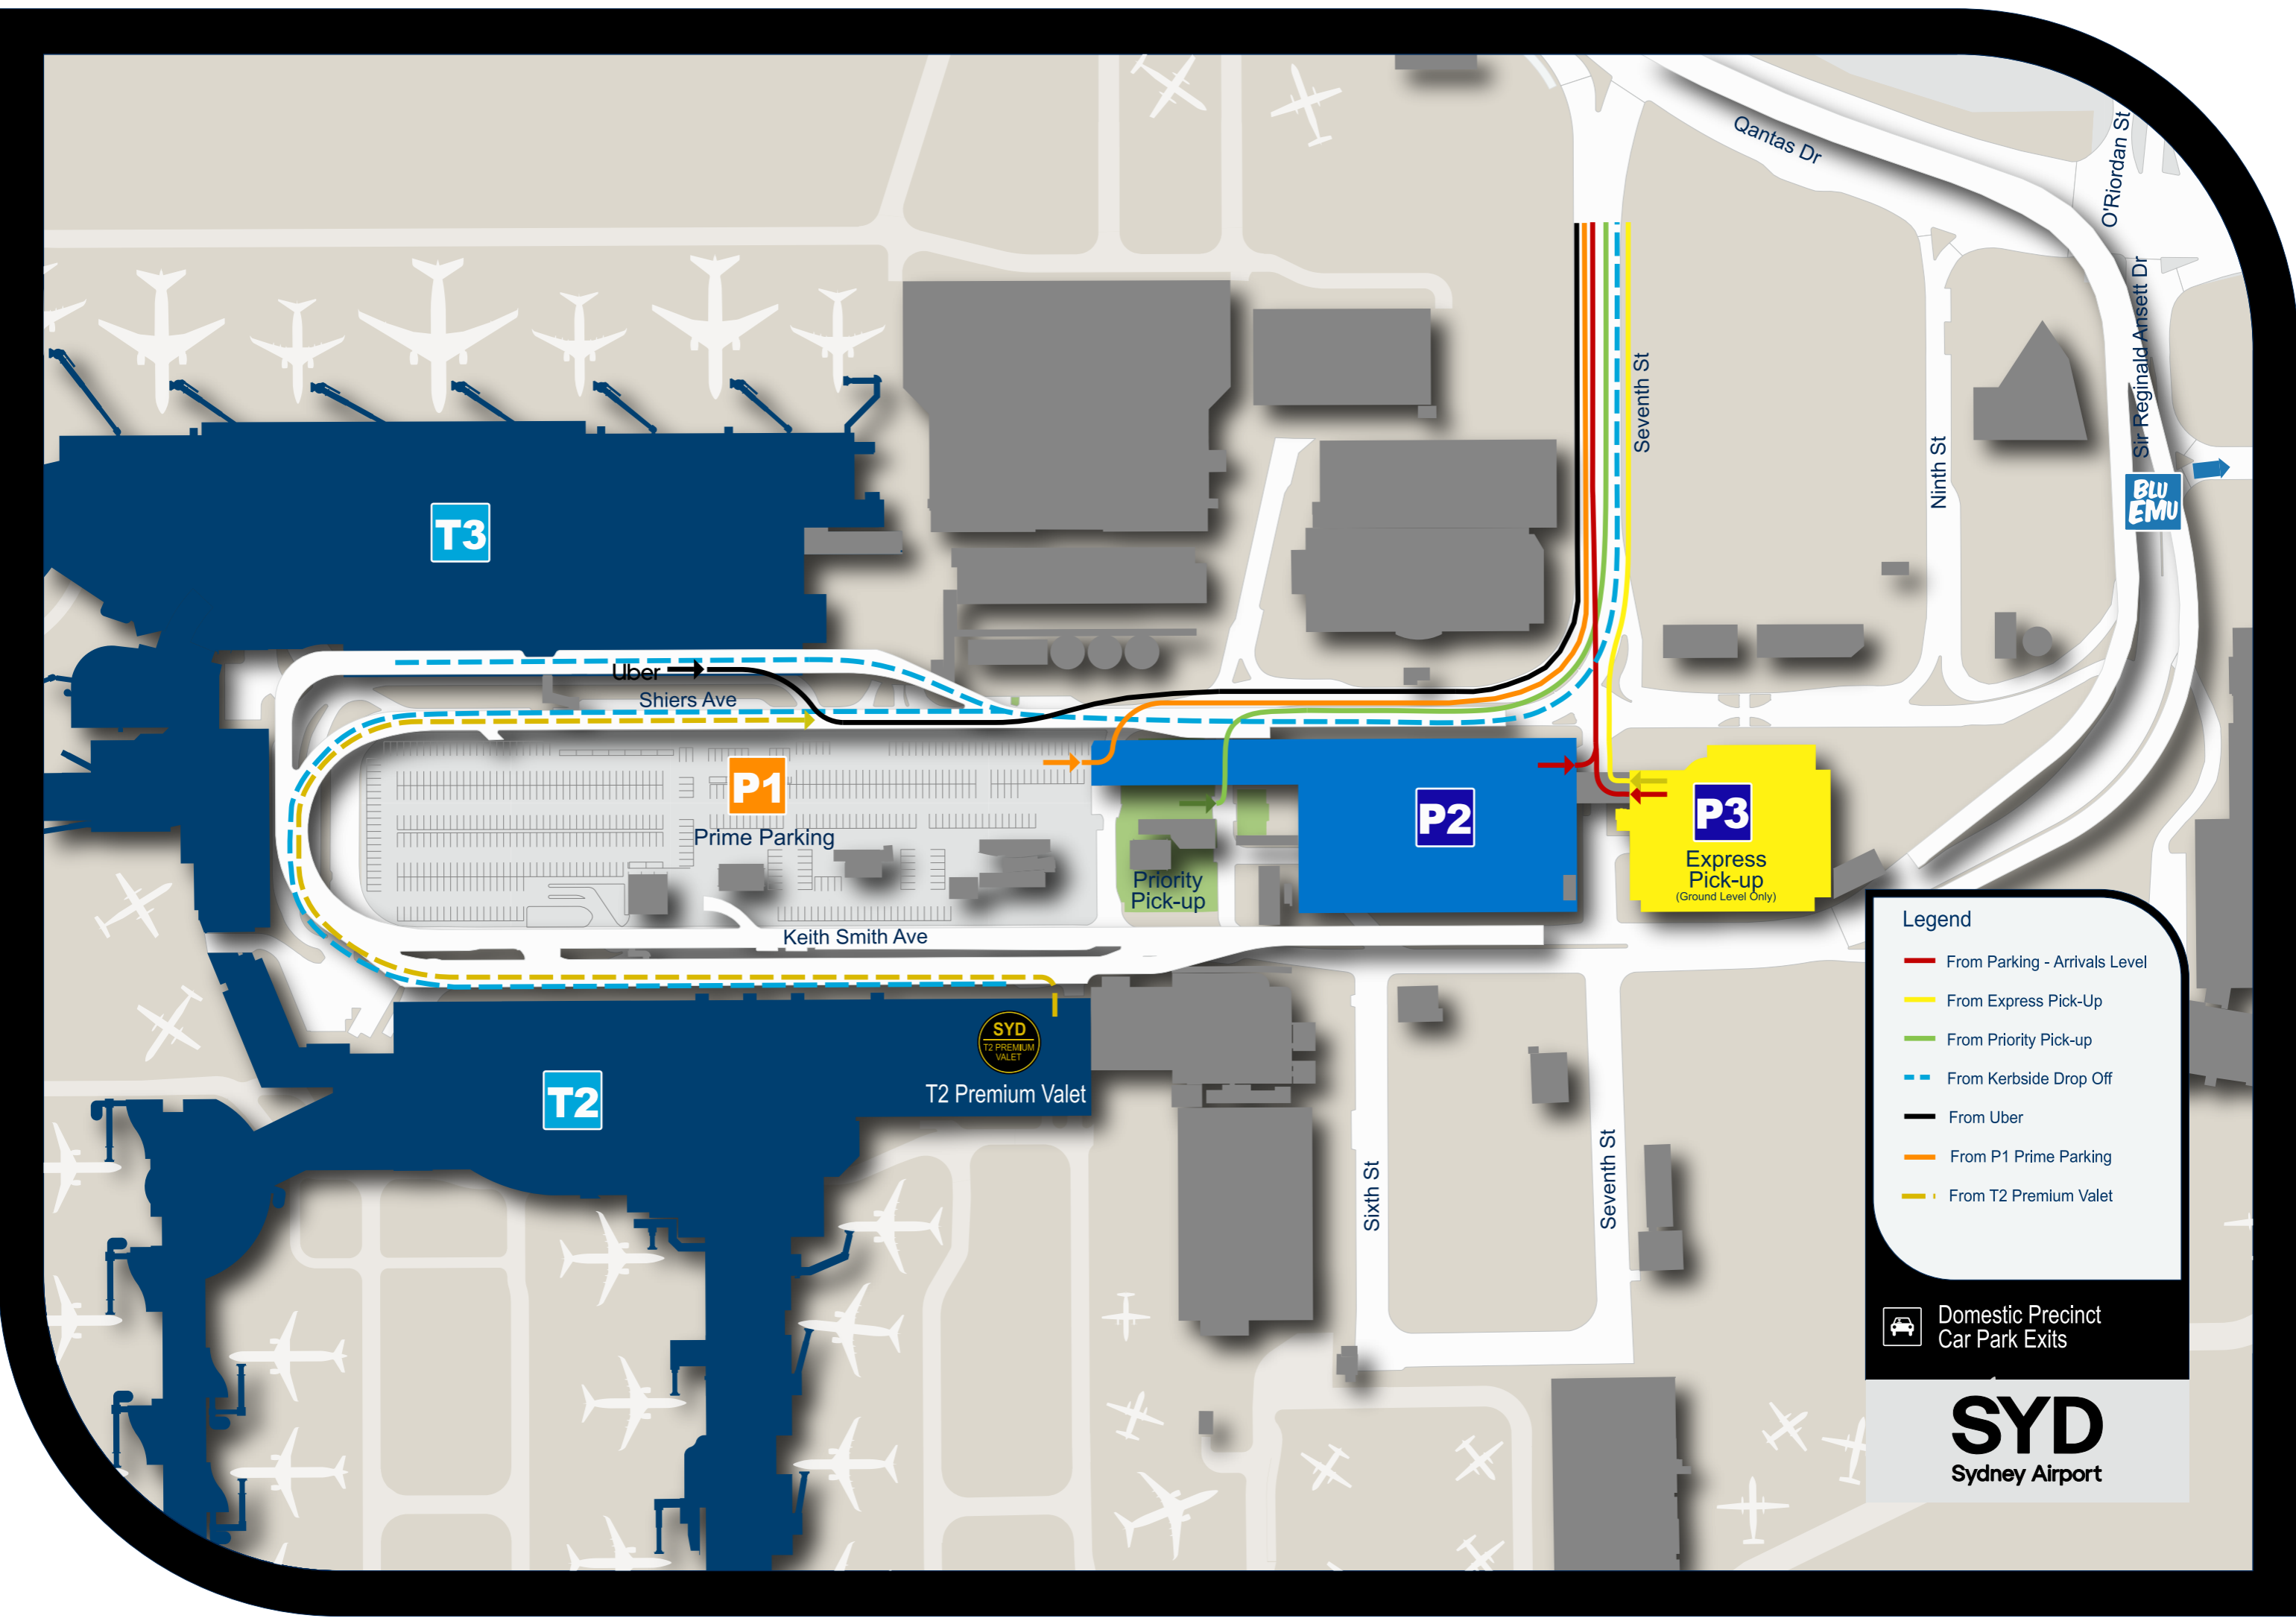 Qantas Dr
O'Riordan St
Sir Reginald Ansett Dr
Seventh St
Ninth St
BLU
EMU
T3
Uber
Shiers Ave
P1
Prime Parking
P2
P3
Express
Pick-up
(Ground Level Only)
Priority
Pick-up
Keith Smith Ave
SYD
T2 PREMIUM
VALET
T2 Premium Valet
T2
Sixth St
Seventh St
Legend
From Parking - Arrivals Level
From Express Pick-Up
From Priority Pick-up
From Kerbside Drop Off
From Uber
From P1 Prime Parking
From T2 Premium Valet
Domestic Precinct
Car Park Exits
SYD
Sydney Airport